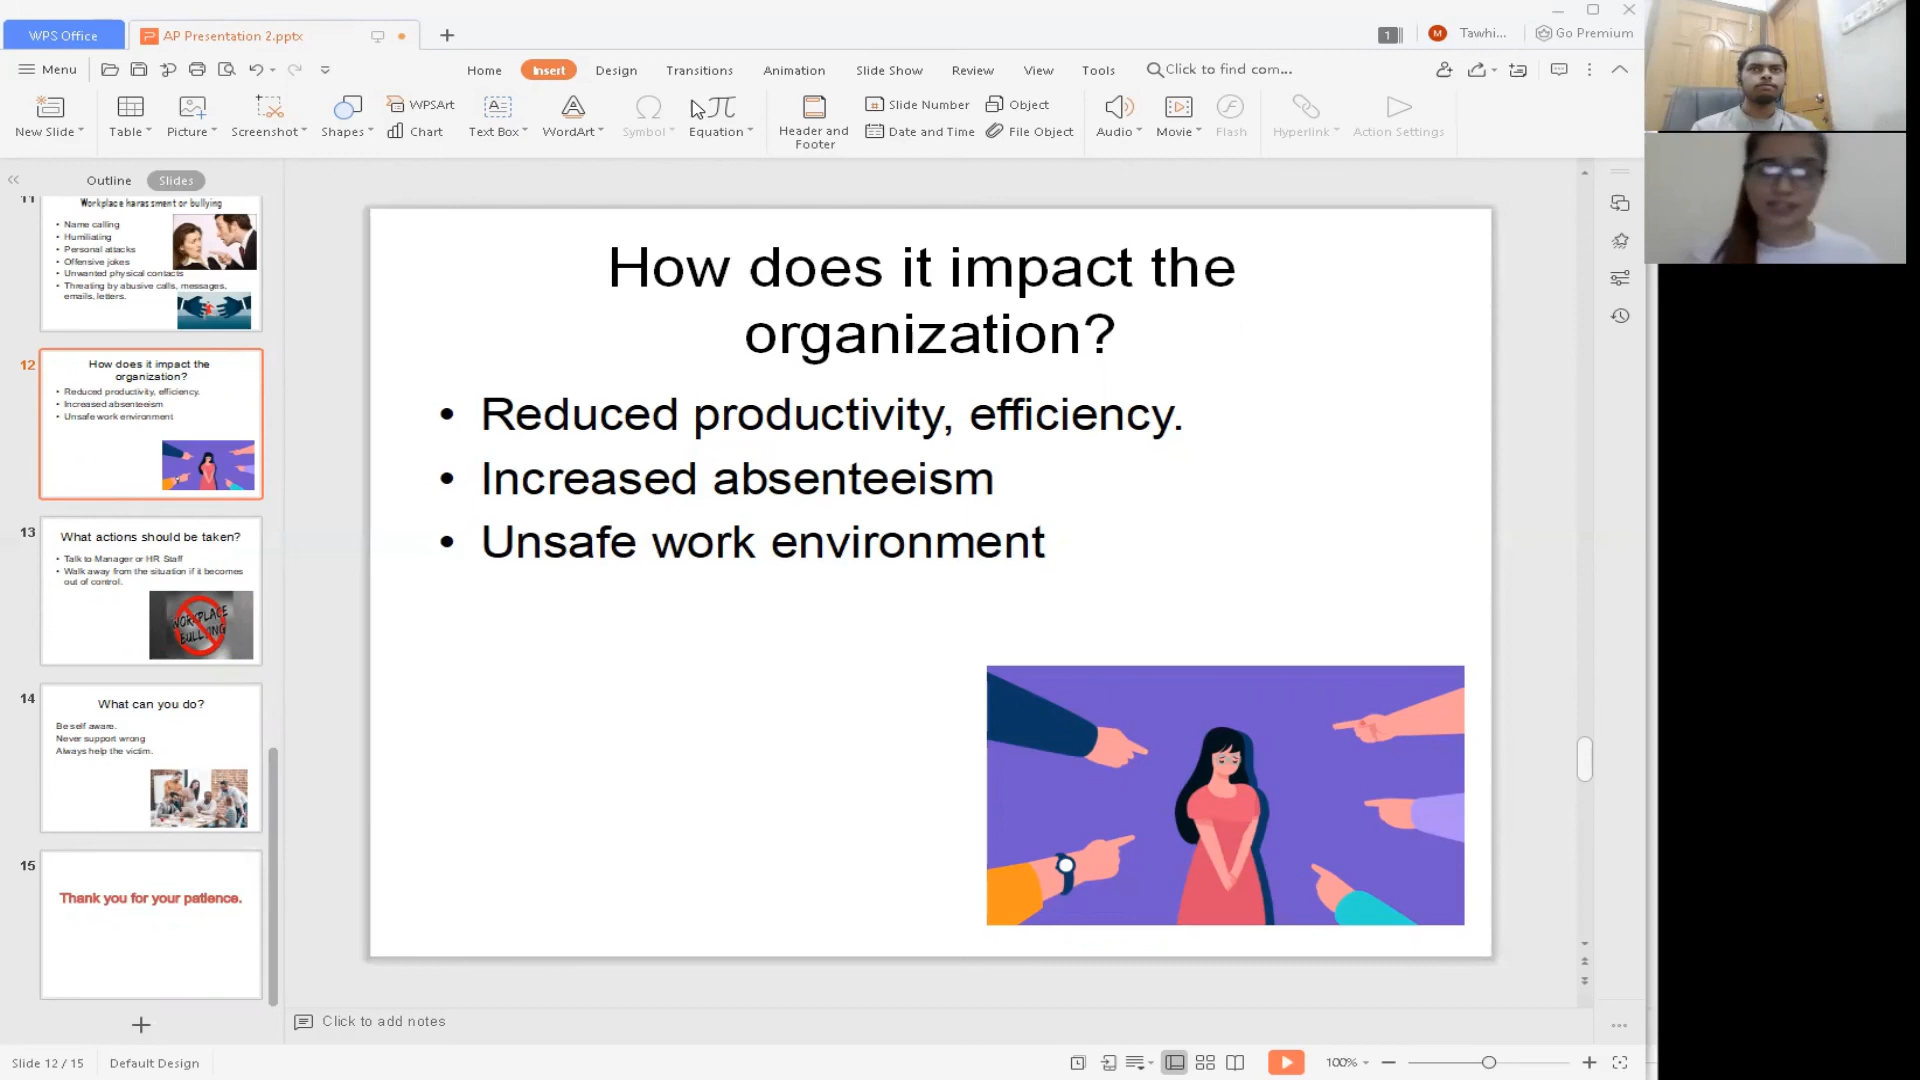 WPS Office
AP Presentation 2.pptx
1
M
Tawhi...
Go Premium
Menu
Home
Insert
Design
Transitions
Animation
Slide Show
Review
View
Tools
Click to find com...
New Slide
Table
Picture
Screenshot
Shapes
WPSArt
Chart
Text Box
WordArt
Symbol
Equation
Header and
Footer
Slide Number
Date and Time
Object
File Object
Audio
Movie
Flash
Hyperlink
Action Settings
Outline
Slides
11
Workplace harassment or bullying
• Name calling
• Humiliating
• Personal attacks
• Offensive jokes
• Unwanted physical contacts
• Threating by abusive calls, messages,
emails, letters.
12
How does it impact the
organization?
• Reduced productivity, efficiency.
• Increased absenteeism
• Unsafe work environment
13
What actions should be taken?
• Talk to Manager or HR Staff
• Walk away from the situation if it becomes
out of control.
WORKPLACE
BULLYING
14
What can you do?
Be self aware.
Never support wrong
Always help the victim.
15
Thank you for your patience.
How does it impact the
organization?
• Reduced productivity, efficiency.
• Increased absenteeism
• Unsafe work environment
Click to add notes
Slide 12 / 15
Default Design
100%